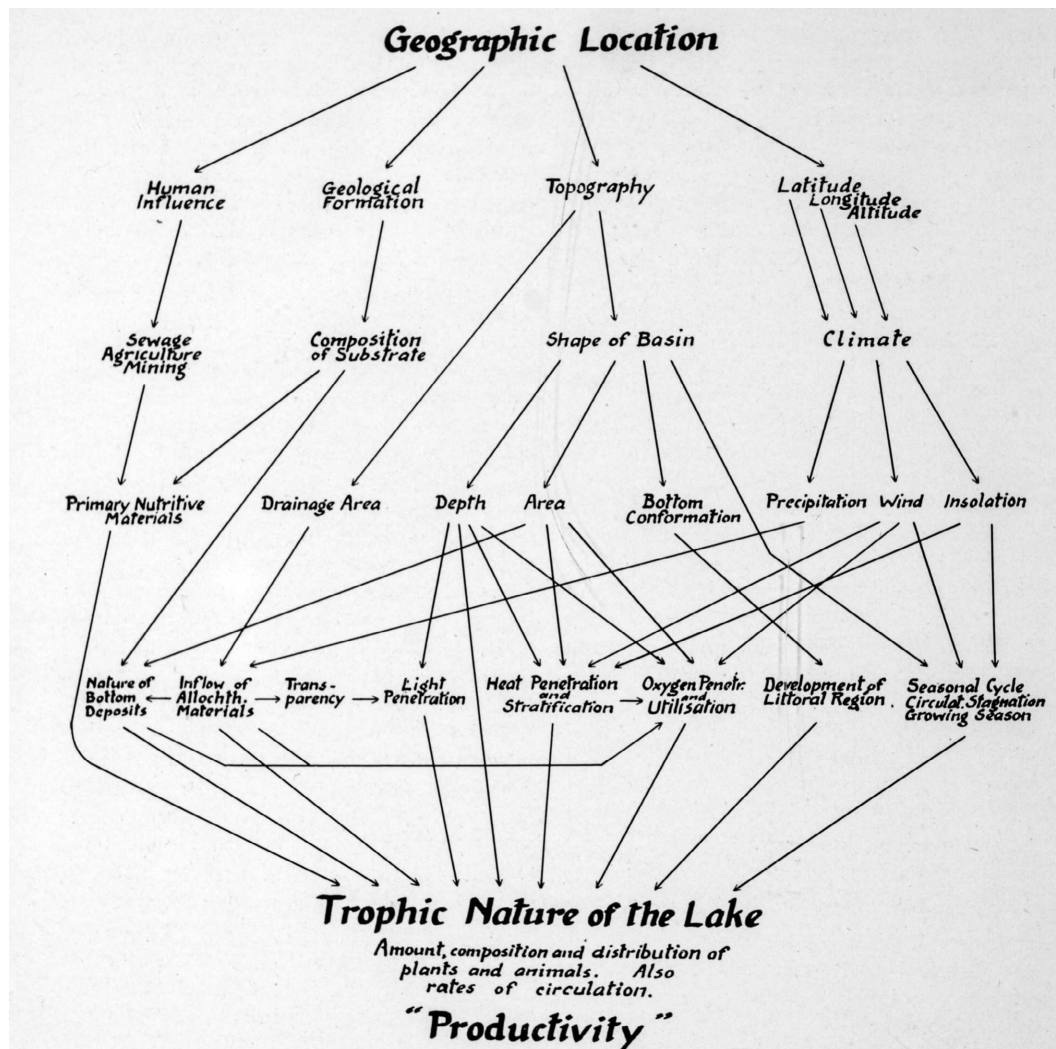 Geographic Location
Human
Influence
Geological
Formation
Topography
Latitude
Longitude
Altitude
Sewage
Agriculture
Mining
Composition
of Substrate
Shape of Basin
Climate
Primary Nutritive
Materials
Drainage Area
Depth
Area
Bottom
Conformation
Precipitation
Wind
Insolation
Nature of
Bottom
Deposits
Inflow of
Allochth.
Materials
Trans-
parency
Light
Penetration
Heat Penetration
and
Stratification
Oxygen Penetr.
and
Utilisation
Development of
Littoral Region.
Seasonal Cycle
Circulat. Stagnation
Growing Season
Trophic Nature of the Lake
Amount, composition and distribution of
plants and animals. Also
rates of circulation.
"Productivity"